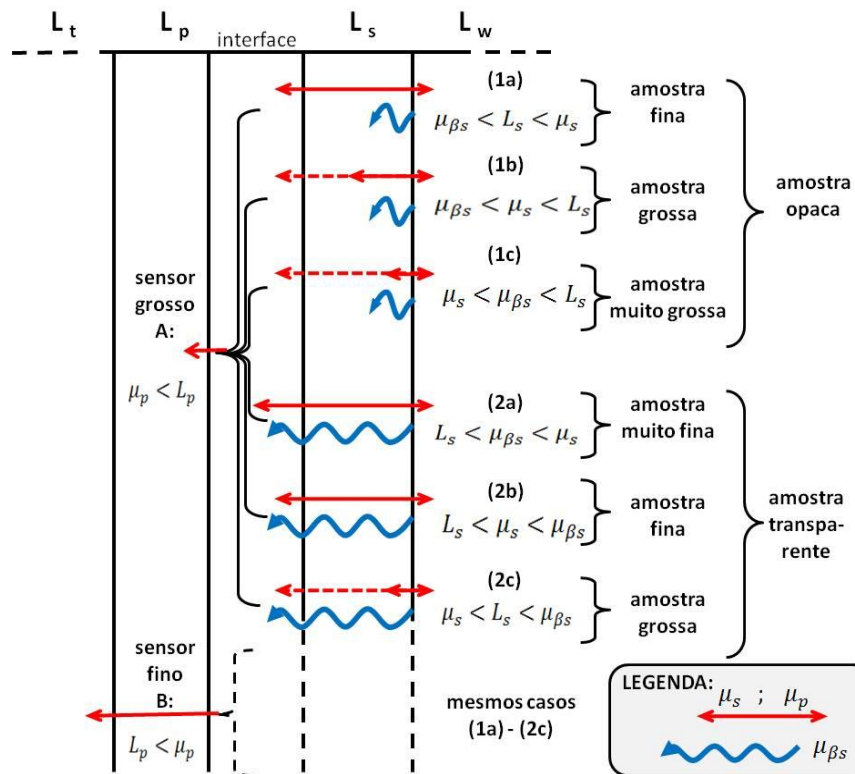 L t L p interface L s L w
(1a)
μβs < Ls < μs
amostra
fina
(1b)
μβs < μs < Ls
amostra
grossa
amostra
opaca
(1c)
μs < μβs < Ls
amostra
muito grossa
sensor
grosso
A:
μp < Lp
(2a)
Ls < μβs < μs
amostra
muito fina
(2b)
Ls < μs < μβs
amostra
fina
amostra
transpa-
rente
(2c)
μs < Ls < μβs
amostra
grossa
sensor
fino
B:
Lp < μp
mesmos casos
(1a) - (2c)
LEGENDA:
μs ; μp
μβs